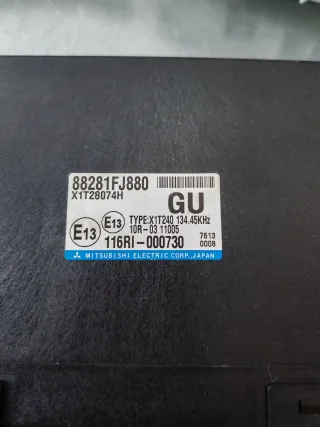 88281FJ880
X1T28074H
GU
E13 E13 TYPE:X1T240 134.45KHz
10R-03 11005
116RI-000730 7613
0008
MITSUBISHI ELECTRIC CORP.,JAPAN